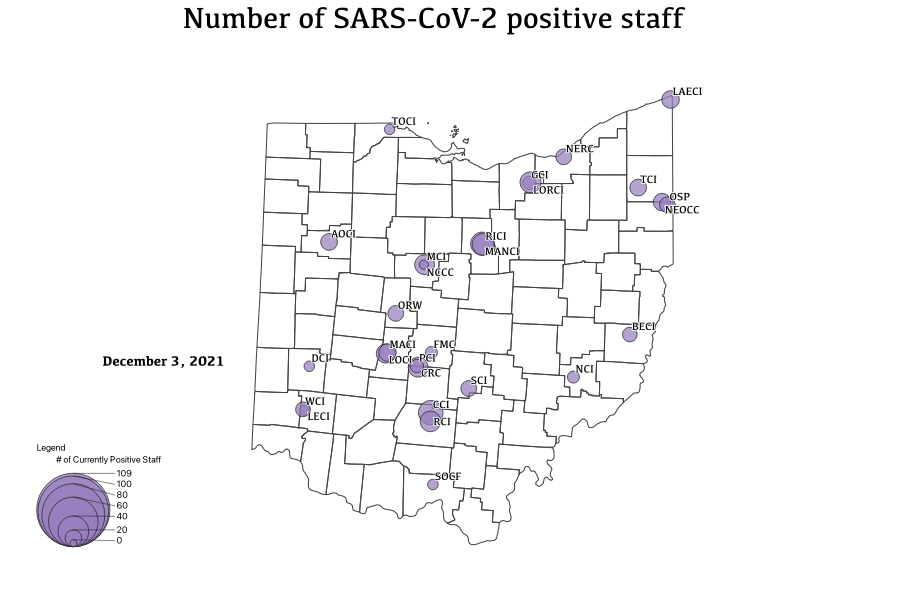 Number of SARS-CoV-2 positive staff
LAECI
TOCI
NERC
GCI
TCI
LORCI
OSP
NEOCC
AOCI
RICI
MANCI
MCI
NCCC
ORW
BECI
MACI
FMC
December 3, 2021
DCI
LOCI
PCI
CRC
NCI
SCI
WCI
CCI
LECI
RCI
Legend
# of Currently Positive Staff
SOCF
109
100
80
60
40
20
0